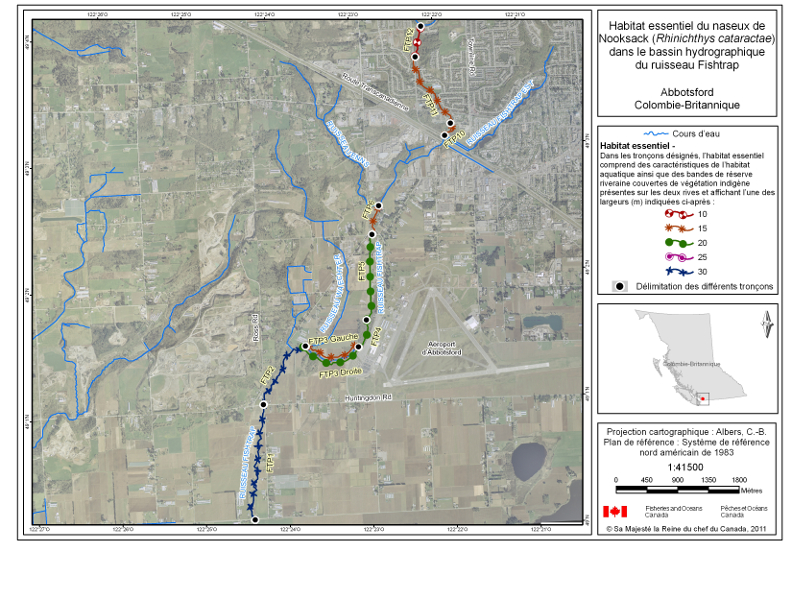 Habitat essentiel du naseux de
Nooksack (Rhinichthys cataractae)
dans le bassin hydrographique
du ruisseau Fishtrap
Abbotsford
Colombie-Britannique
Cours d'eau
Habitat essentiel -
Dans les tronçons désignés, l'habitat essentiel
comprend des caractéristiques de l'habitat
aquatique ainsi que des bandes de réserve
riveraine couvertes de végétation indigène
présentes sur les deux rives et affichant l'une des
largeurs (m) indiquées ci-après :
10
15
20
25
30
Délimitation des différents tronçons
Colombie-Britannique
Projection cartographique : Albers, C.-B.
Plan de référence : Système de référence
nord américain de 1983
1:41500
0 450 900 1350 1800
Mètres
Fisheries and Oceans
Canada
Pêches et Océans
Canada
© Sa Majesté la Reine du chef du Canada, 2011
122°26'0 122°25'0 122°24'0 122°23'0 122°22'0 122°21'0
FTP12
Route Transcanadienne
FTP11
FTP10
RUISSEAU FISHTRAP EST
FTP5
RUISSEAU FISHTRAP
FTP4
Ross Rd
FTP3 Gauche
FTP3 Droite
Aéroport
d'Abbotsford
FTP2
Huntingdon Rd
RUISSEAU FISHTRAP
FTP1
122°27'0 122°26'0 122°25'0 122°24'0 122°23'0 122°22'0 122°21'0